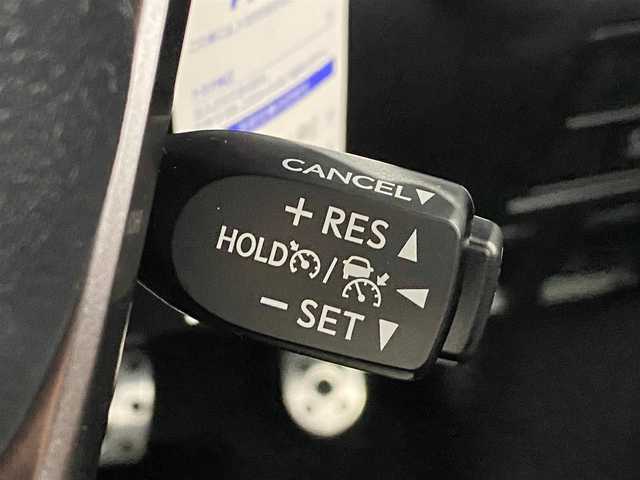 CANCEL▼
+ RES ▲
HOLD /  ◀
− SET ▼